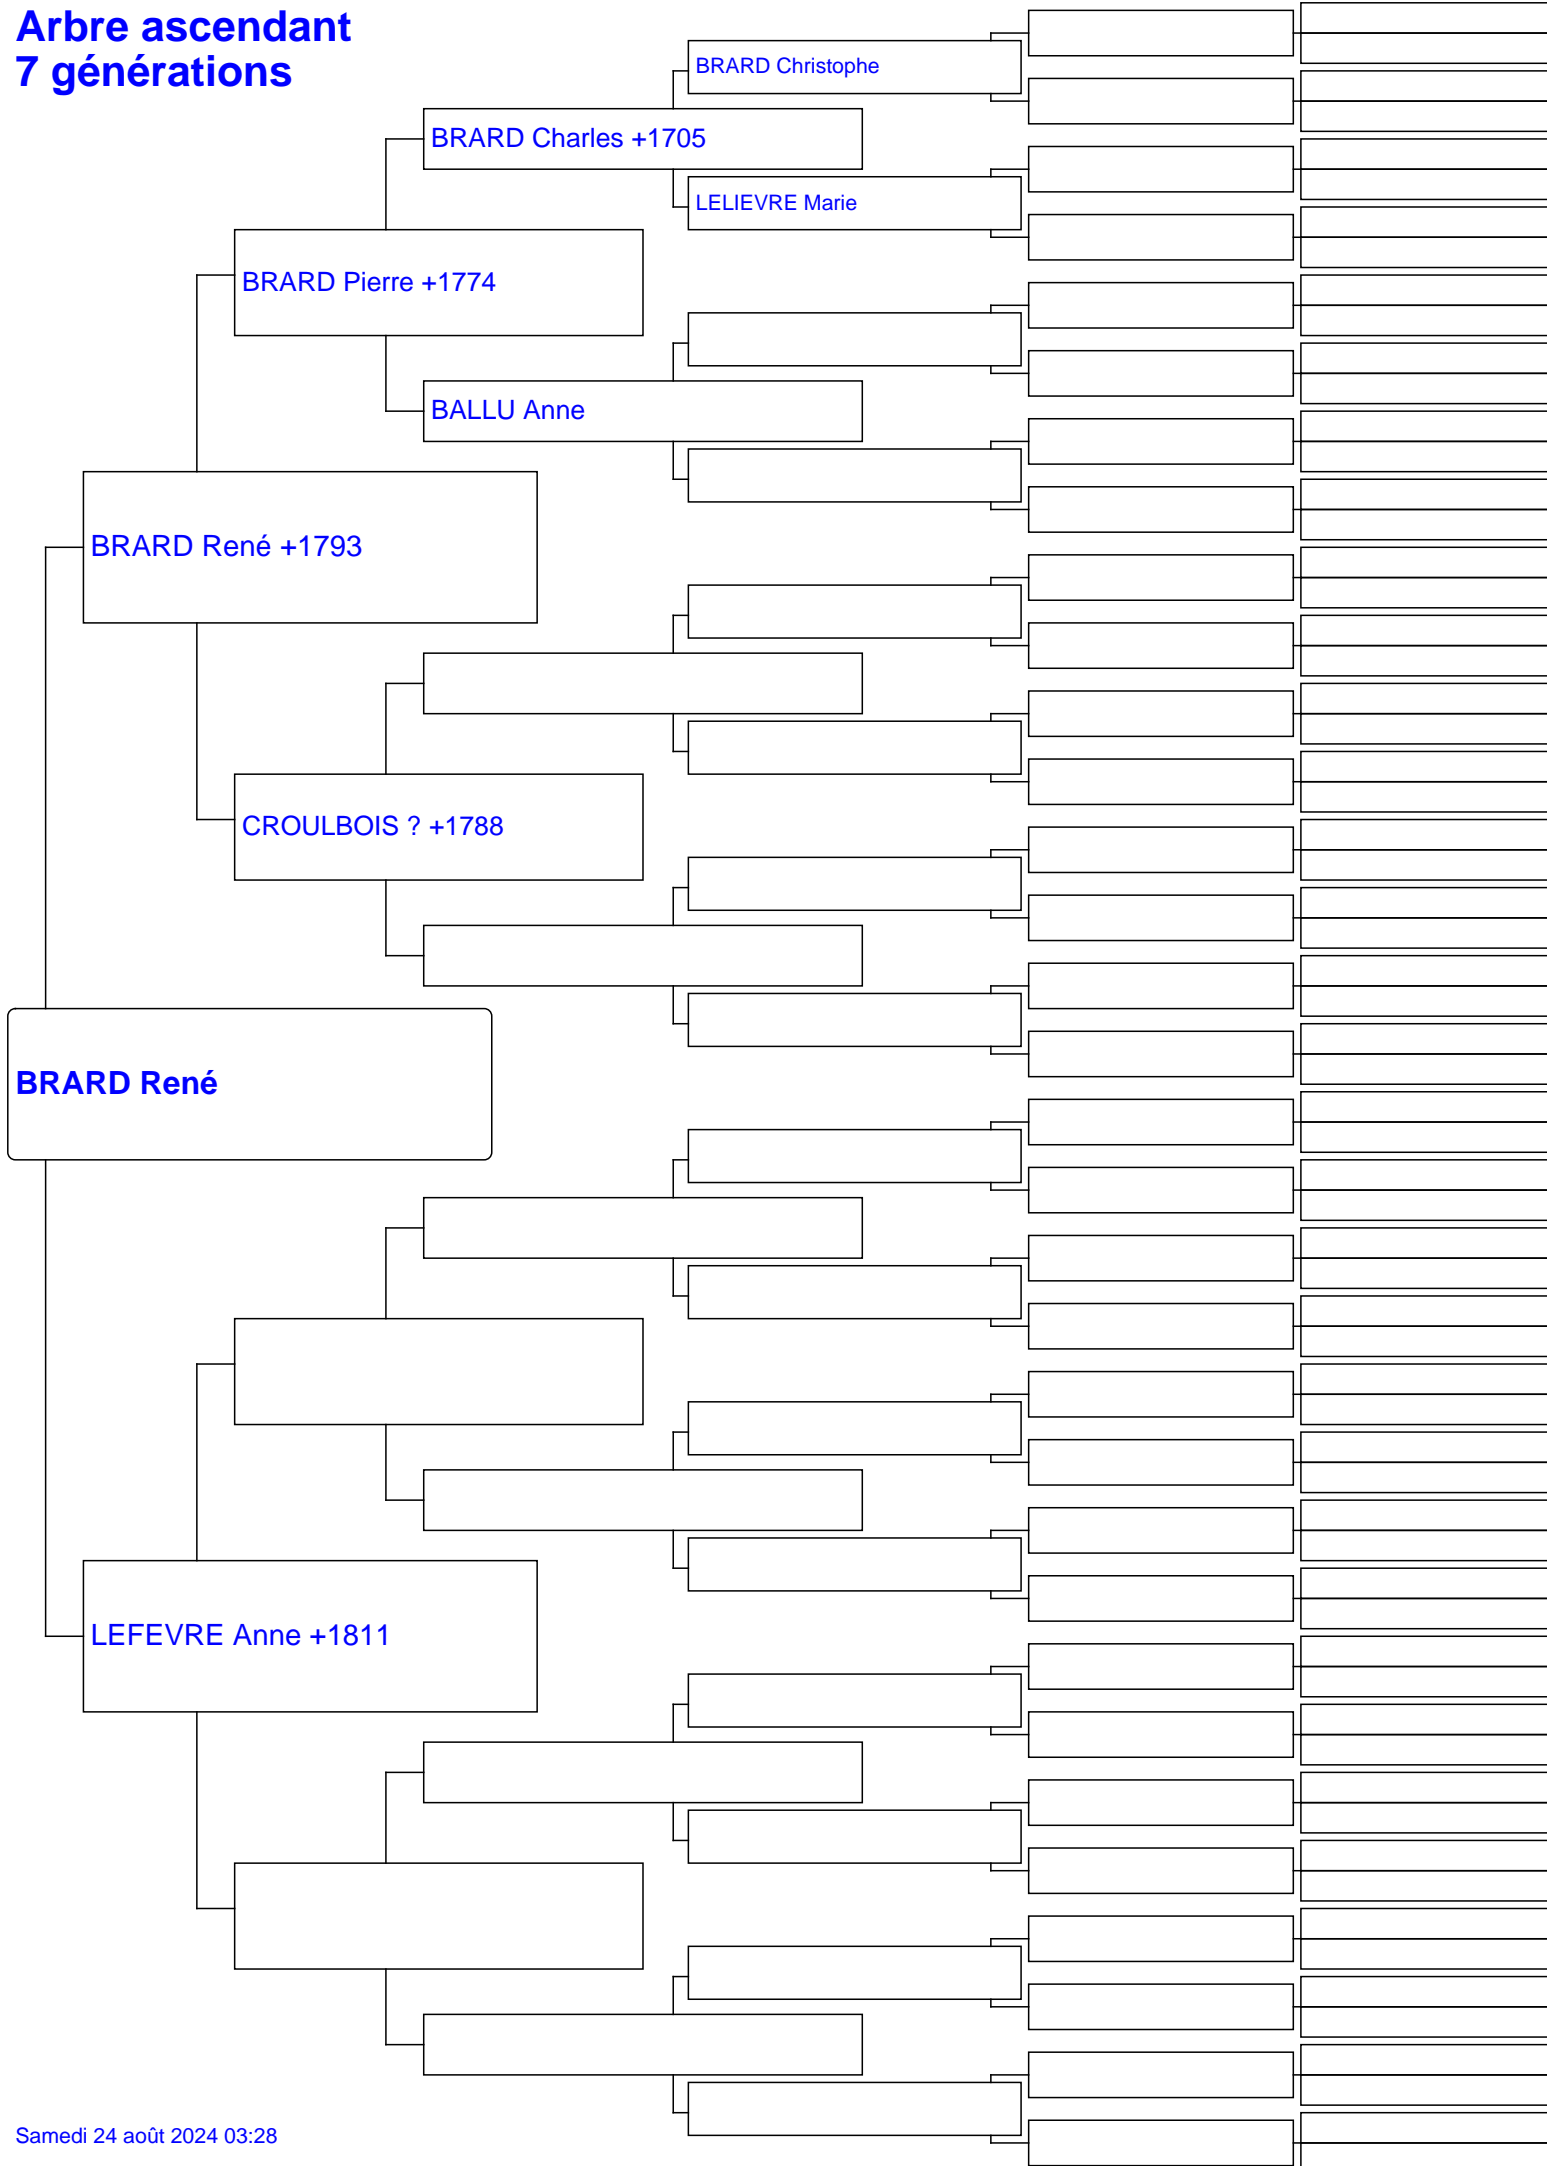 Arbre ascendant
7 générations
BRARD Christophe
BRARD Charles +1705
LELIEVRE Marie
BRARD Pierre +1774
BALLU Anne
BRARD René +1793
CROULBOIS ? +1788
BRARD René
LEFEVRE Anne +1811
Samedi 24 août 2024 03:28